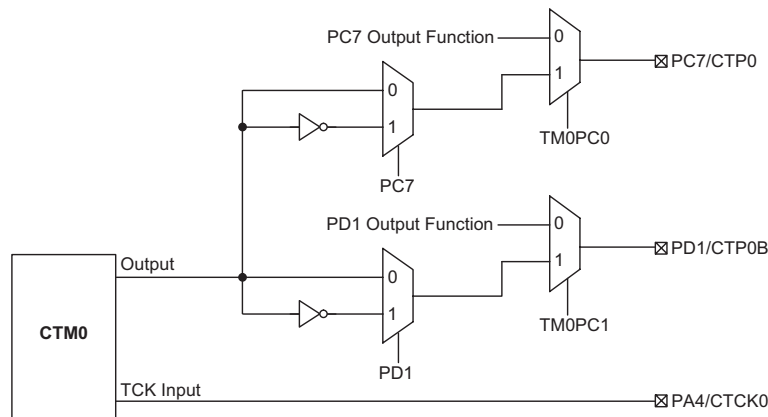 PC7 Output Function
0
1
PC7/CTP0
TM0PC0
0
1
PC7
PD1 Output Function
0
1
PD1/CTP0B
TM0PC1
Output
0
1
PD1
CTM0
TCK Input
PA4/CTCK0